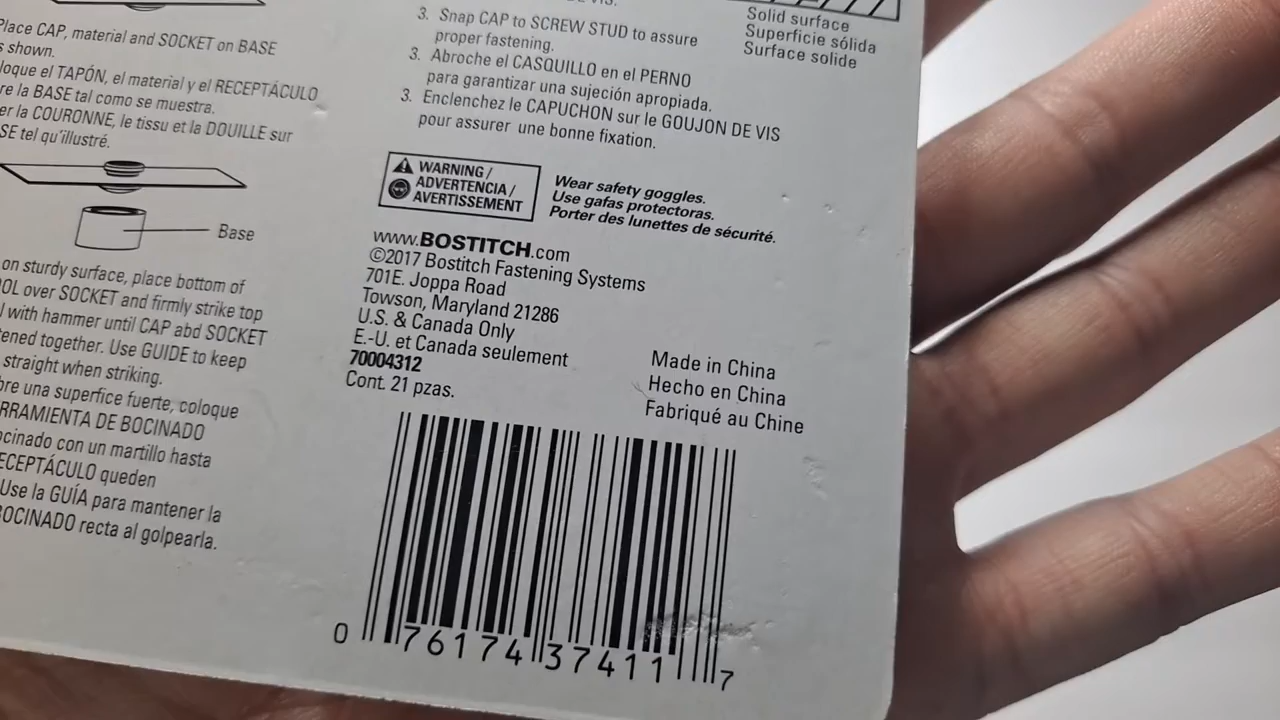 Place CAP, material and SOCKET on BASE
s shown.
loque el TAPÓN, el material y el RECEPTÁCULO
re la BASE tal como se muestra.
er la COURONNE, le tissu et la DOUILLE sur
SE tel qu'illustré.
Base
on sturdy surface, place bottom of
OL over SOCKET and firmly strike top
l with hammer until CAP abd SOCKET
tened together. Use GUIDE to keep
straight when striking.
bre una superfice fuerte, coloque
RRAMIENTA DE BOCINADO
ocinado con un martillo hasta
ECEPTÁCULO queden
Use la GUÍA para mantener la
BOCINADO recta al golpearla.
3. Snap CAP to SCREW STUD to assure
proper fastening.
3. Abroche el CASQUILLO en el PERNO
para garantizar una sujeción apropiada.
3. Enclenchez le CAPUCHON sur le GOUJON DE VIS
pour assurer une bonne fixation.
Solid surface
Superficie sólida
Surface solide
WARNING /
ADVERTENCIA /
AVERTISSEMENT
Wear safety goggles.
Use gafas protectoras.
Porter des lunettes de sécurité.
www.BOSTITCH.com
©2017 Bostitch Fastening Systems
701E. Joppa Road
Towson, Maryland 21286
U.S. & Canada Only
E.-U. et Canada seulement
70004312
Cont. 21 pzas.
Made in China
Hecho en China
Fabriqué au Chine
0 76174 37411 7